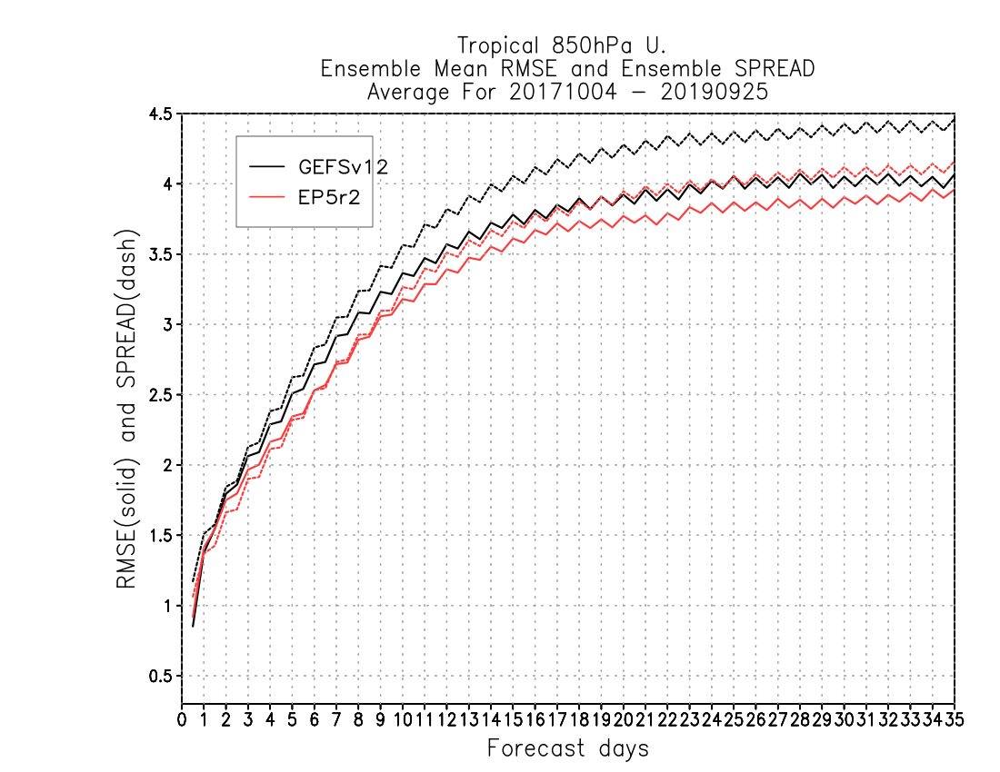 Tropical 850hPa U.
Ensemble Mean RMSE and Ensemble SPREAD
Average For 20171004 − 20190925
4.5
4
3.5
3
2.5
2
1.5
1
0.5
RMSE(solid) and SPREAD(dash)
GEFSv12
EP5r2
0 1 2 3 4 5 6 7 8 9 10 11 12 13 14 15 16 17 18 19 20 21 22 23 24 25 26 27 28 29 30 31 32 33 34 35
Forecast days